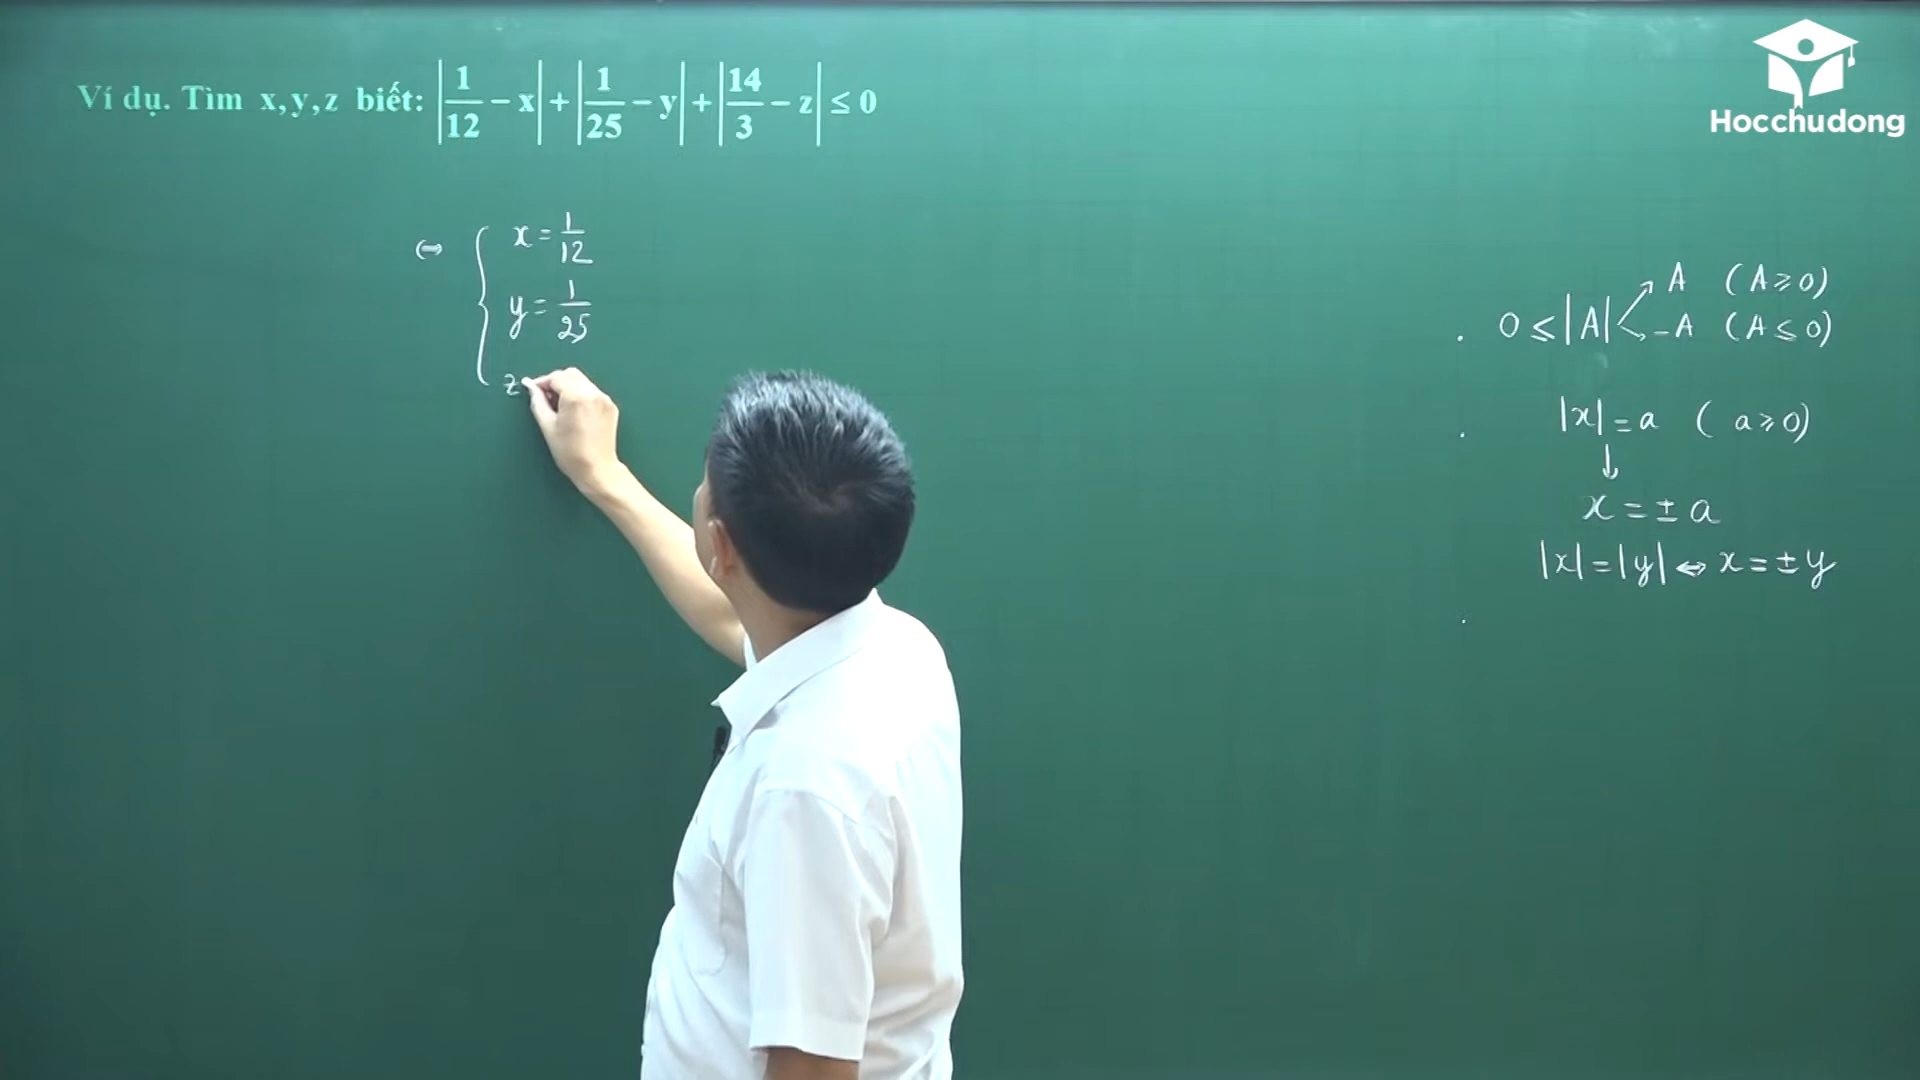 Ví dụ. Tìm x, y, z biết: |1/12 − x| + |1/25 − y| + |14/3 − z| ≤ 0
Hocchudong
⇔ { x = 1/12
y = 1/25
z
. 0 ≤ |A| ↗ A (A ≥ 0)
↘ −A (A ≤ 0)
. |x| = a (a ≥ 0)
↓
x = ± a
|x| = |y| ⇔ x = ± y
.